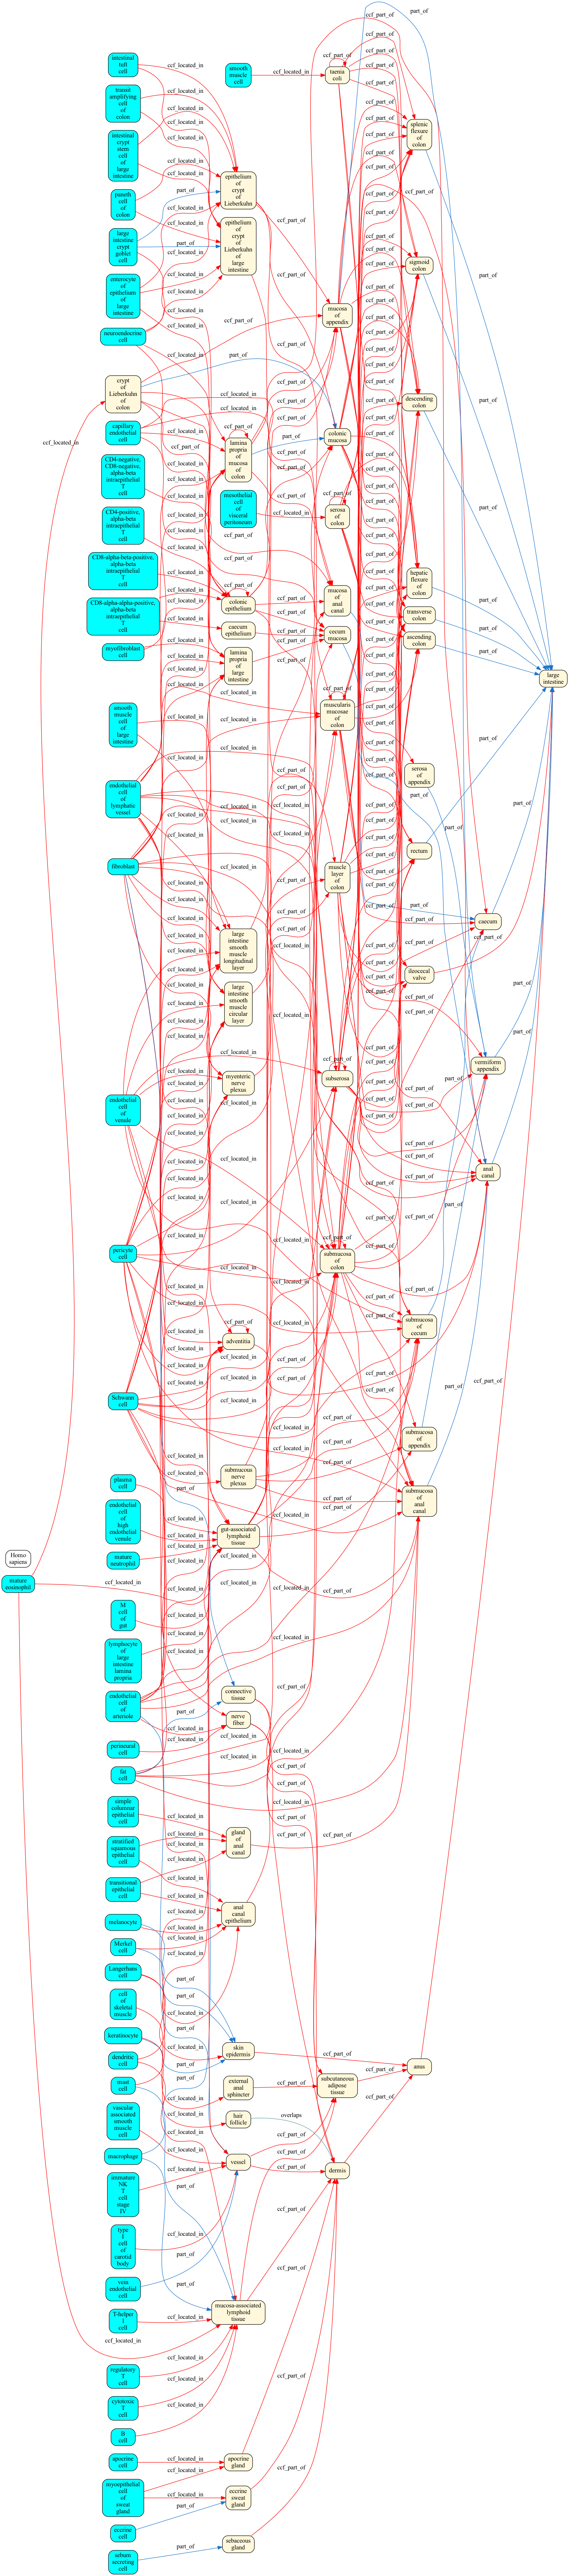 intestinal
tuft
cell
transit
amplifying
cell
of
colon
intestinal
crypt
stem
cell
of
large
intestine
paneth
cell
of
colon
large
intestine
crypt
goblet
cell
enterocyte
of
epithelium
of
large
intestine
neuroendocrine
cell
crypt
of
Lieberkuhn
of
colon
capillary
endothelial
cell
CD4-negative,
CD8-negative,
alpha-beta
intraepithelial
T
cell
CD4-positive,
alpha-beta
intraepithelial
T
cell
CD8-alpha-beta-positive,
alpha-beta
intraepithelial
T
cell
CD8-alpha-alpha-positive,
alpha-beta
intraepithelial
T
cell
myofibroblast
cell
smooth
muscle
cell
of
large
intestine
endothelial
cell
of
lymphatic
vessel
fibroblast
endothelial
cell
of
venule
pericyte
cell
Schwann
cell
plasma
cell
endothelial
cell
of
high
endothelial
venule
mature
neutrophil
Homo
sapiens
mature
eosinophil
M
cell
of
gut
lymphocyte
of
large
intestine
lamina
propria
endothelial
cell
of
arteriole
perineural
cell
fat
cell
simple
columnar
epithelial
cell
stratified
squamous
epithelial
cell
transitional
epithelial
cell
melanocyte
Merkel
cell
Langerhans
cell
cell
of
skeletal
muscle
keratinocyte
dendritic
cell
mast
cell
vascular
associated
smooth
muscle
cell
macrophage
immature
NK
T
cell
stage
IV
type
I
cell
of
carotid
body
vein
endothelial
cell
T-helper
1
cell
regulatory
T
cell
cytotoxic
T
cell
B
cell
apocrine
cell
myoepithelial
cell
of
sweat
gland
eccrine
cell
sebum
secreting
cell
smooth
muscle
cell
epithelium
of
crypt
of
Lieberkuhn
epithelium
of
crypt
of
Lieberkuhn
of
large
intestine
lamina
propria
of
mucosa
of
colon
mesothelial
cell
of
visceral
peritoneum
colonic
epithelium
caecum
epithelium
lamina
propria
of
large
intestine
large
intestine
smooth
muscle
longitudinal
layer
large
intestine
smooth
muscle
circular
layer
myenteric
nerve
plexus
adventitia
submucous
nerve
plexus
gut-associated
lymphoid
tissue
connective
tissue
nerve
fiber
gland
of
anal
canal
anal
canal
epithelium
skin
epidermis
external
anal
sphincter
hair
follicle
vessel
mucosa-associated
lymphoid
tissue
apocrine
gland
eccrine
sweat
gland
sebaceous
gland
taenia
coli
mucosa
of
appendix
colonic
mucosa
serosa
of
colon
mucosa
of
anal
canal
cecum
mucosa
muscularis
mucosae
of
colon
muscle
layer
of
colon
subserosa
submucosa
of
colon
subcutaneous
adipose
tissue
dermis
splenic
flexure
of
colon
sigmoid
colon
descending
colon
hepatic
flexure
of
colon
transverse
colon
ascending
colon
serosa
of
appendix
rectum
ileocecal
valve
submucosa
of
cecum
submucosa
of
appendix
submucosa
of
anal
canal
anus
caecum
vermiform
appendix
anal
canal
large
intestine
ccf_located_in
ccf_part_of
part_of
overlaps